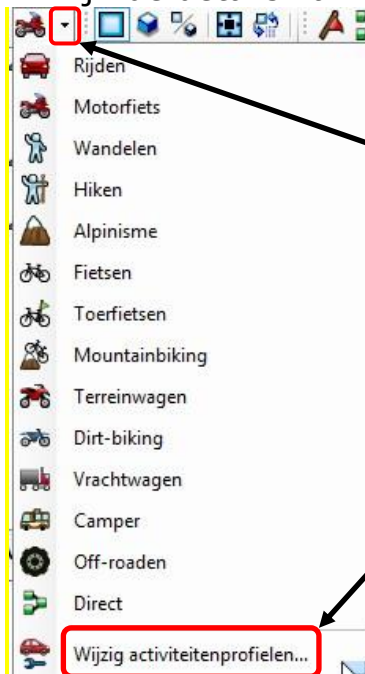 Rijden
Motorfiets
Wandelen
Hiken
Alpinisme
Fietsen
Toerfietsen
Mountainbiking
Terreinwagen
Dirt-biking
Vrachtwagen
Camper
Off-roaden
Direct
Wijzig activiteitenprofielen...